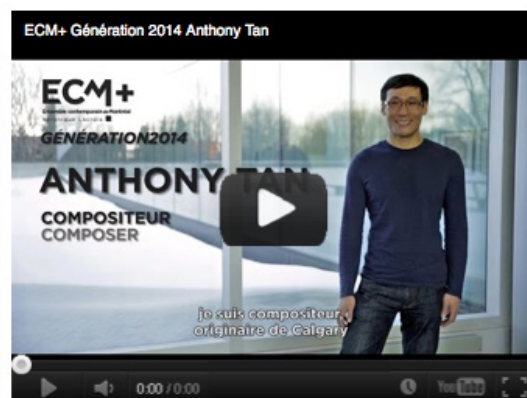 ECM+ Génération 2014 Anthony Tan
ECM+
GÉNÉRATION2014
ANTHONY TAN
COMPOSITEUR
COMPOSER
je suis compositeur,
originaire de Calgary
0:00 / 0:00
YouTube